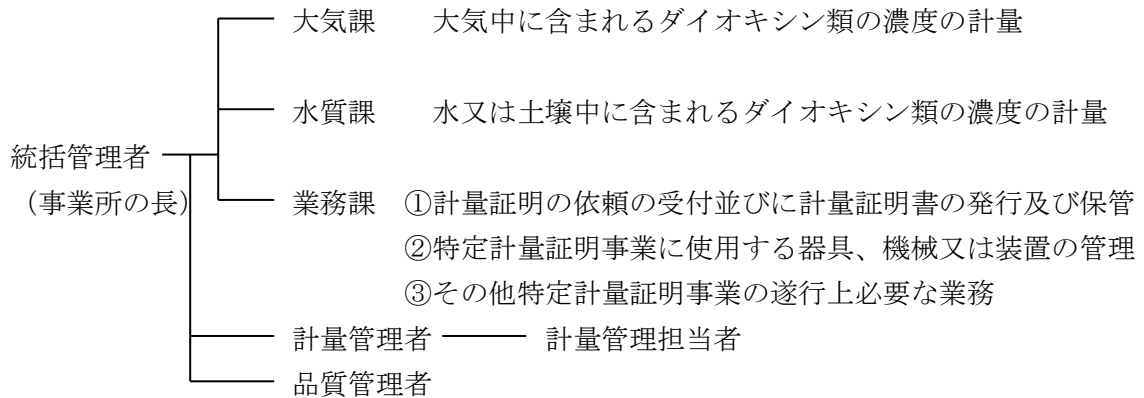 大気課　大気中に含まれるダイオキシン類の濃度の計量
水質課　水又は土壌中に含まれるダイオキシン類の濃度の計量
統括管理者
（事業所の長）
業務課　①計量証明の依頼の受付並びに計量証明書の発行及び保管
②特定計量証明事業に使用する器具、機械又は装置の管理
③その他特定計量証明事業の遂行上必要な業務
計量管理者　計量管理担当者
品質管理者